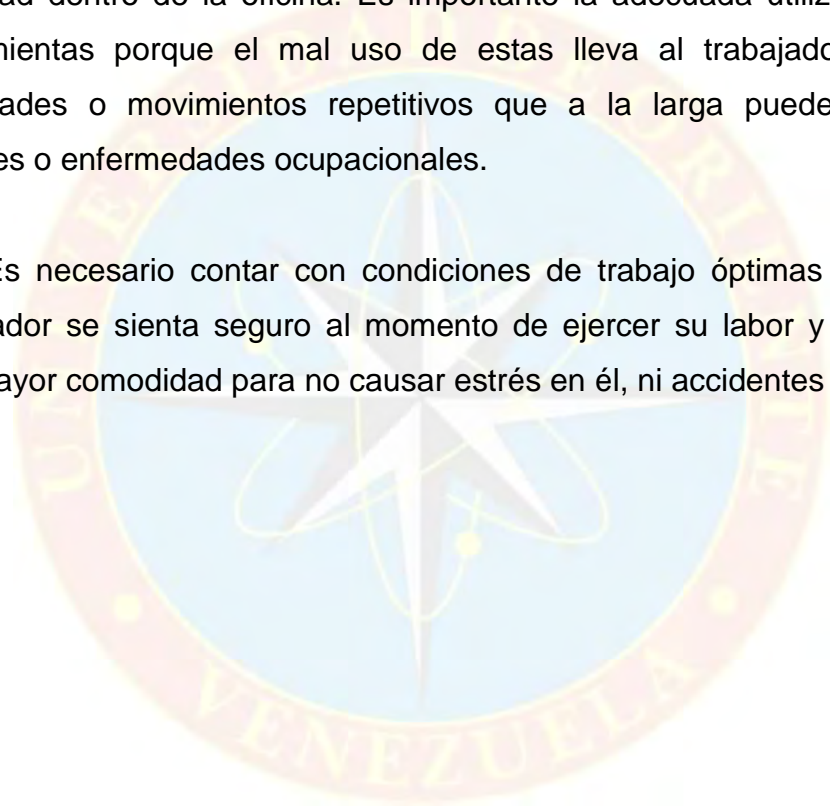 ad dentro de la oficina. Es importante la adecuada utiliz
mientas porque el mal uso de estas lleva al trabajado
ades o movimientos repetitivos que a la larga puede
es o enfermedades ocupacionales.
Es necesario contar con condiciones de trabajo óptimas
ador se sienta seguro al momento de ejercer su labor y
ayor comodidad para no causar estrés en él, ni accidentes
UNIVERSIDAD DE ORIENTE
VENEZUELA